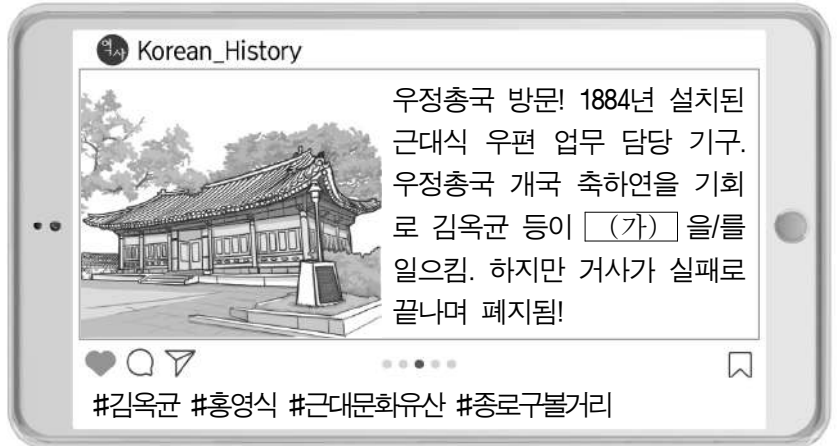 역사 Korean_History
우정총국 방문! 1884년 설치된
근대식 우편 업무 담당 기구.
우정총국 개국 축하연을 기회
로 김옥균 등이 (가) 을/를
일으킴. 하지만 거사가 실패로
끝나며 폐지됨!
#김옥균 #홍영식 #근대문화유산 #종로구볼거리